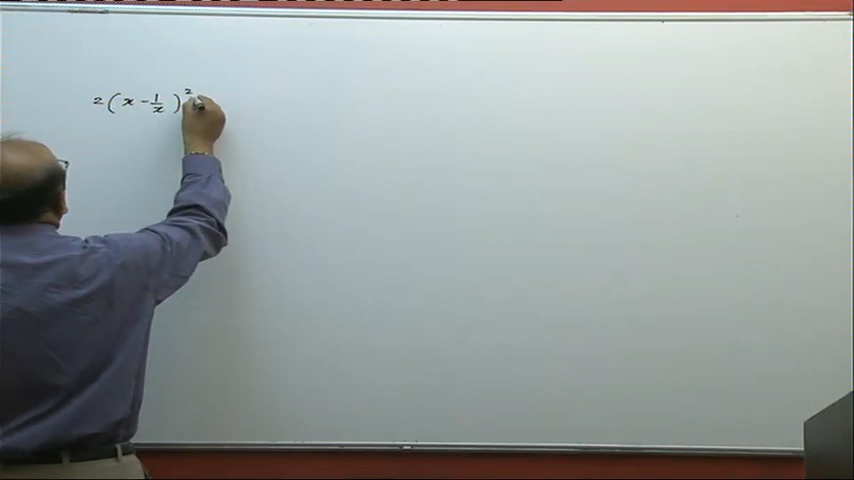 2(x - 1/x)²